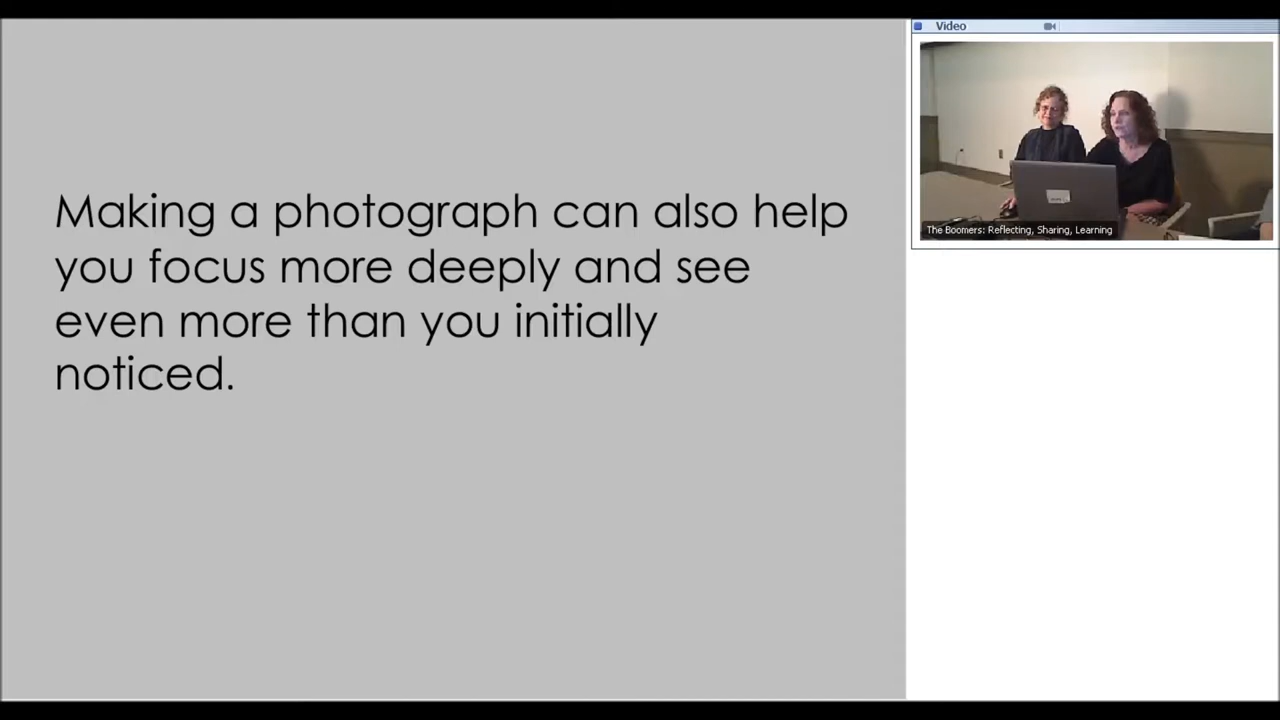 Making a photograph can also help
you focus more deeply and see
even more than you initially
noticed.
Video
The Boomers: Reflecting, Sharing, Learning